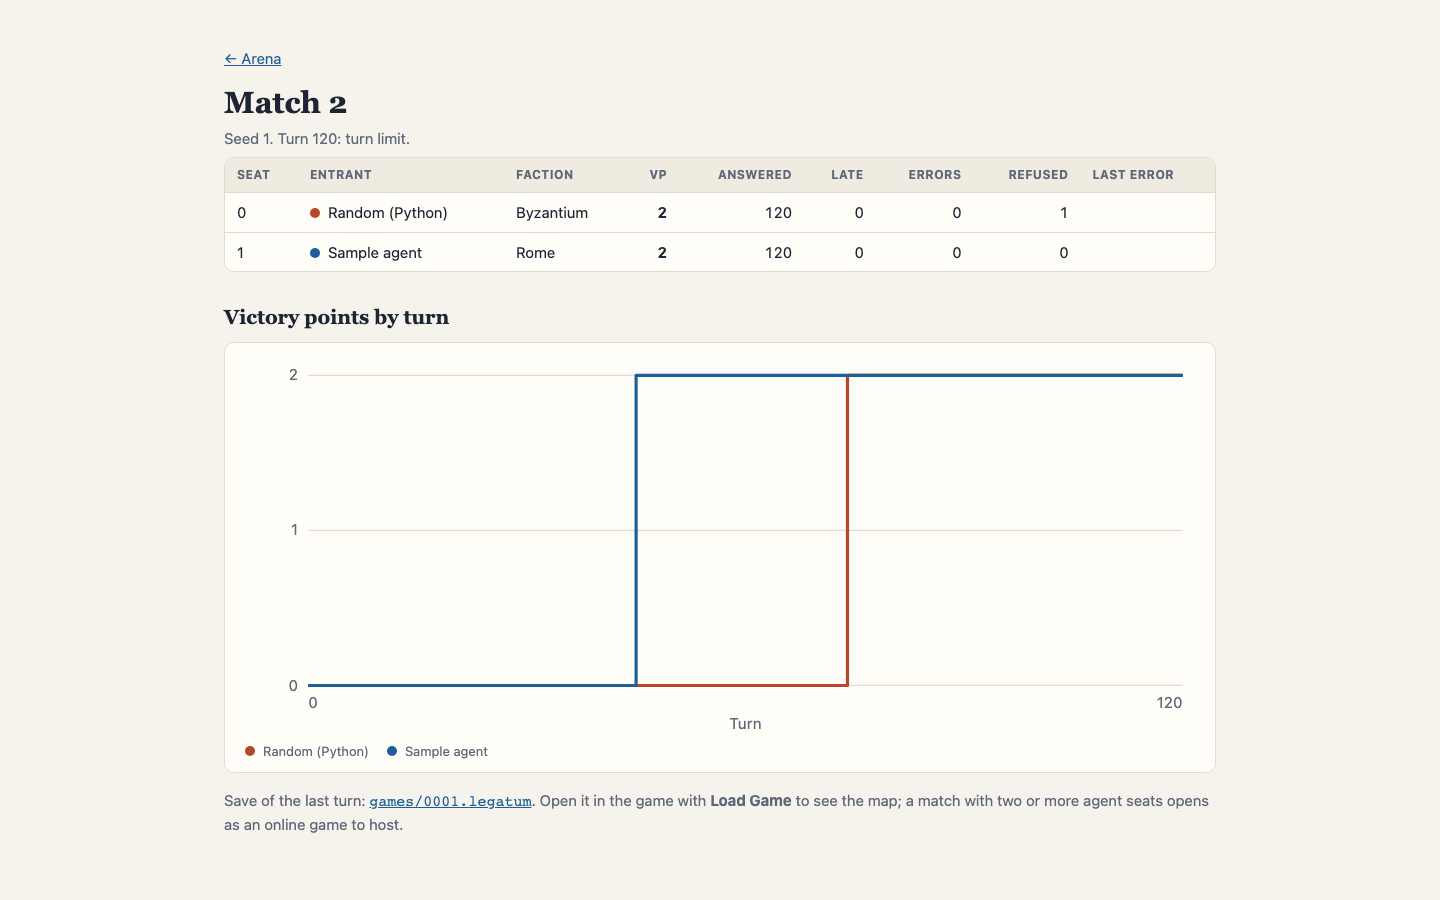 ← Arena
Match 2
Seed 1. Turn 120: turn limit.
SEAT ENTRANT FACTION VP ANSWERED LATE ERRORS REFUSED LAST ERROR
0 Random (Python) Byzantium 2 120 0 0 1
1 Sample agent Rome 2 120 0 0 0
Victory points by turn
2
1
0
0 120
Turn
Random (Python) Sample agent
Save of the last turn: games/0001.legatum. Open it in the game with Load Game to see the map; a match with two or more agent seats opens
as an online game to host.